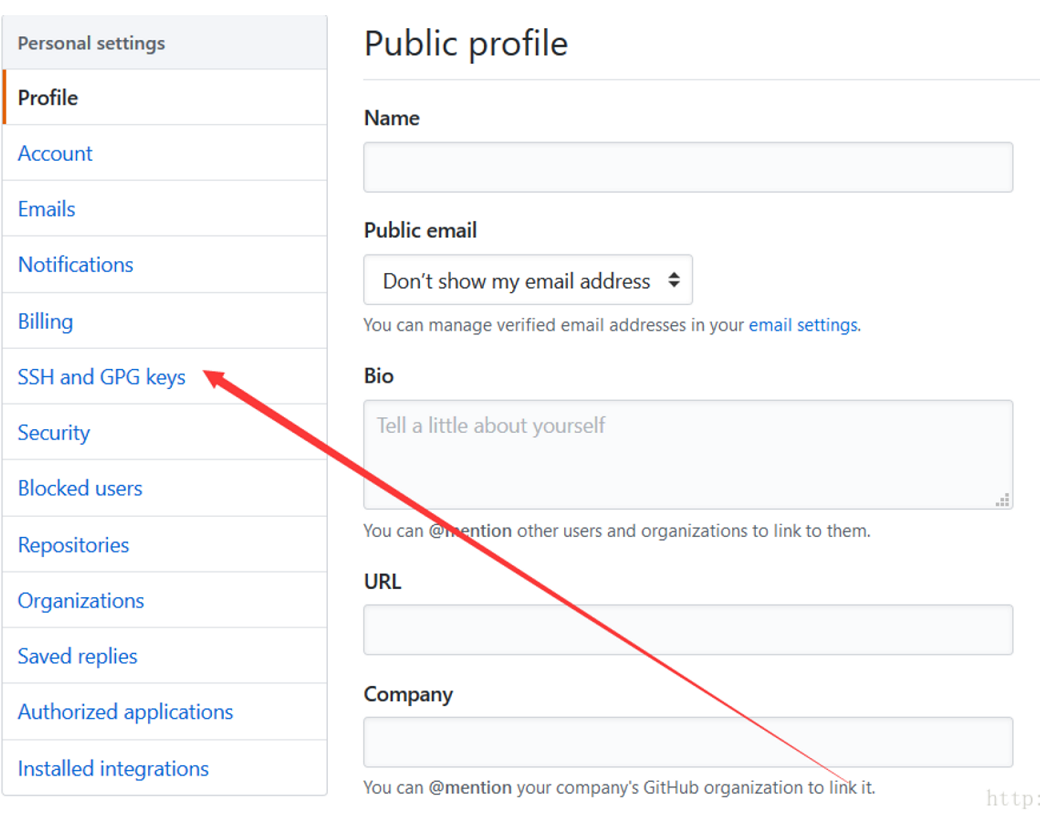 Personal settings
Profile
Account
Emails
Notifications
Billing
SSH and GPG keys
Security
Blocked users
Repositories
Organizations
Saved replies
Authorized applications
Installed integrations
Public profile
Name
Public email
Don't show my email address
You can manage verified email addresses in your email settings.
Bio
Tell a little about yourself
You can @mention other users and organizations to link to them.
URL
Company
You can @mention your company's GitHub organization to link it.
http: